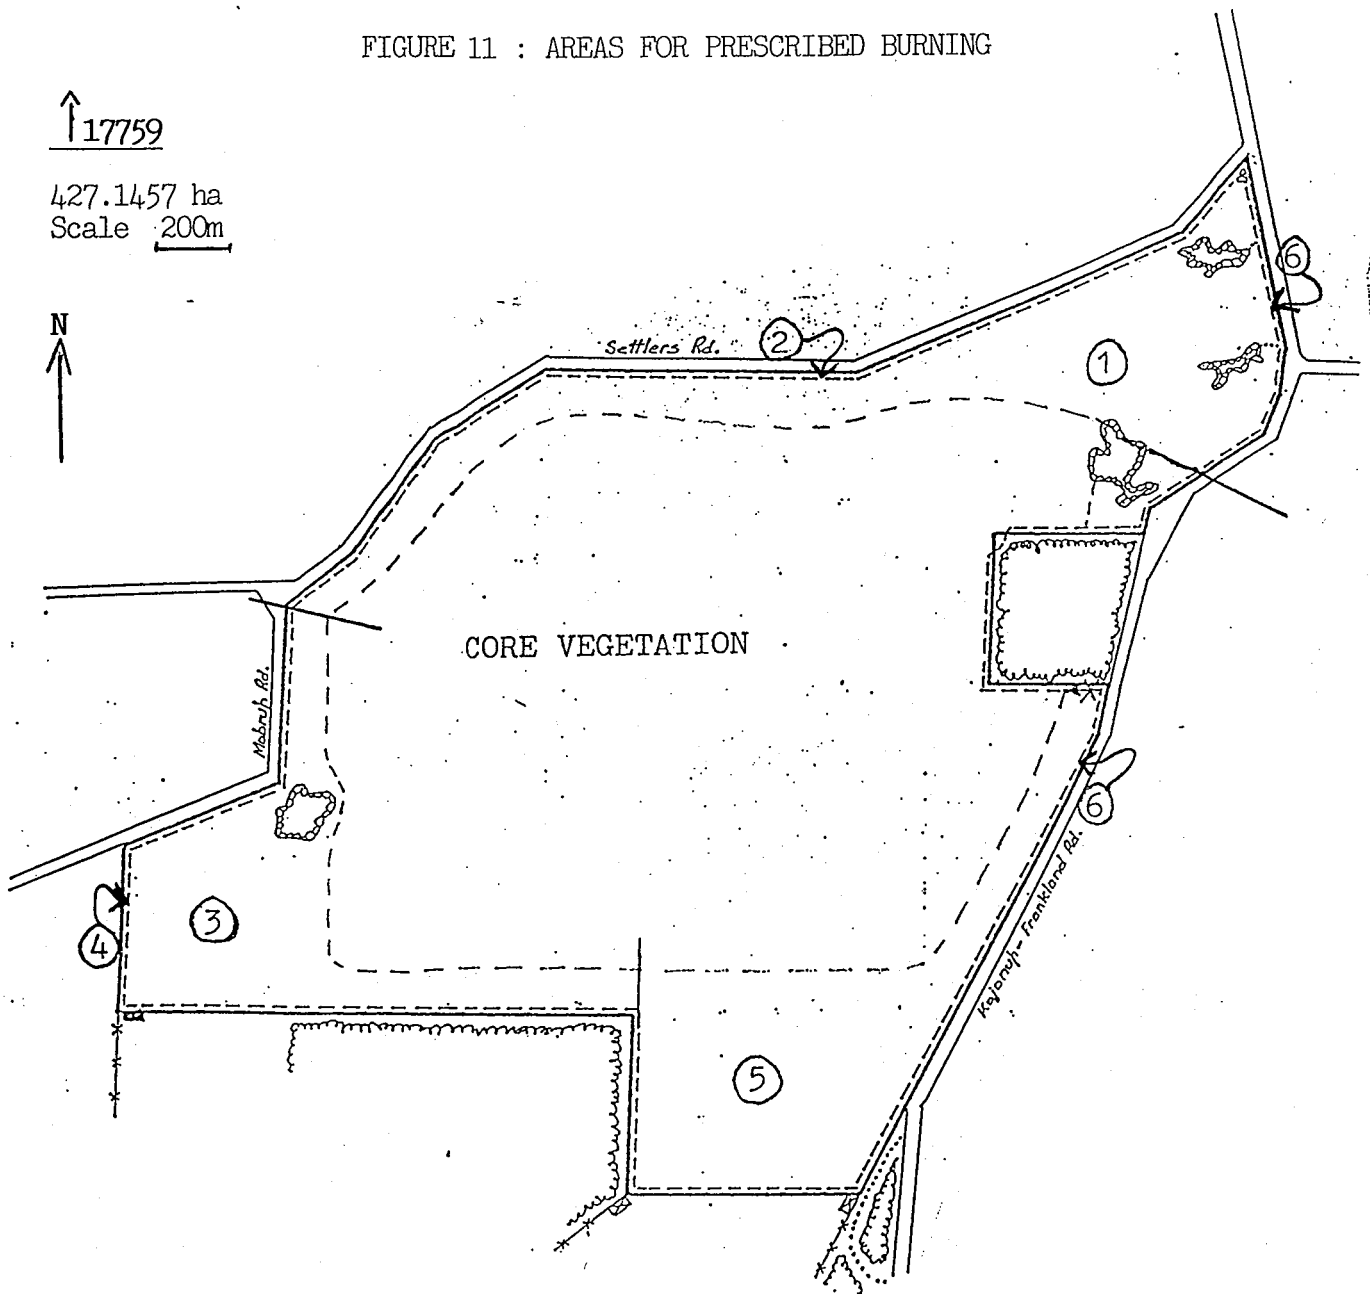 FIGURE 11 : AREAS FOR PRESCRIBED BURNING
17759
427.1457 ha
Scale 200m
N
Settlers Rd.
2
6
1
CORE VEGETATION
Mobrup Rd.
6
Kojonup - Frankland Rd.
3
4
5